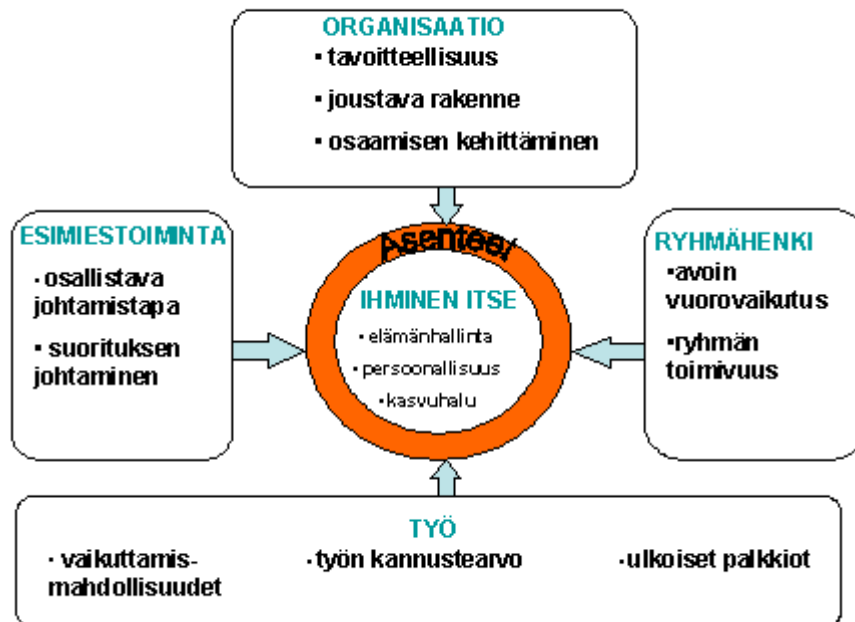 ORGANISAATIO
▪ tavoitteellisuus
▪ joustava rakenne
▪ osaamisen kehittäminen
ESIMIESTOIMINTA
▪ osallistava
johtamistapa
▪ suorituksen
johtaminen
Asenteet
IHMINEN ITSE
▪ elämänhallinta
▪ persoonallisuus
▪ kasvuhalu
RYHMÄHENKI
▪avoin
vuorovaikutus
▪ryhmän
toimivuus
TYÖ
▪ vaikuttamis-
mahdollisuudet
▪työn kannustearvo
▪ulkoiset palkkiot